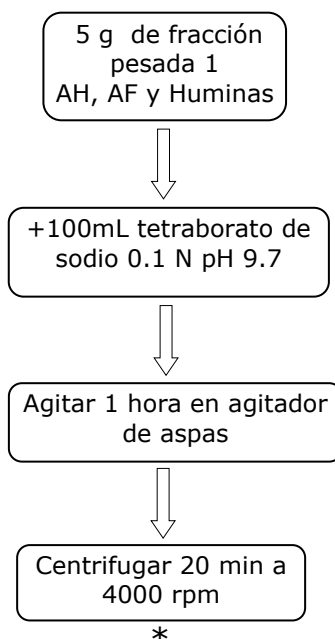 5 g de fracción
pesada 1
AH, AF y Huminas
+100mL tetraborato de
sodio 0.1 N pH 9.7
Agitar 1 hora en agitador
de aspas
Centrifugar 20 min a
4000 rpm
*